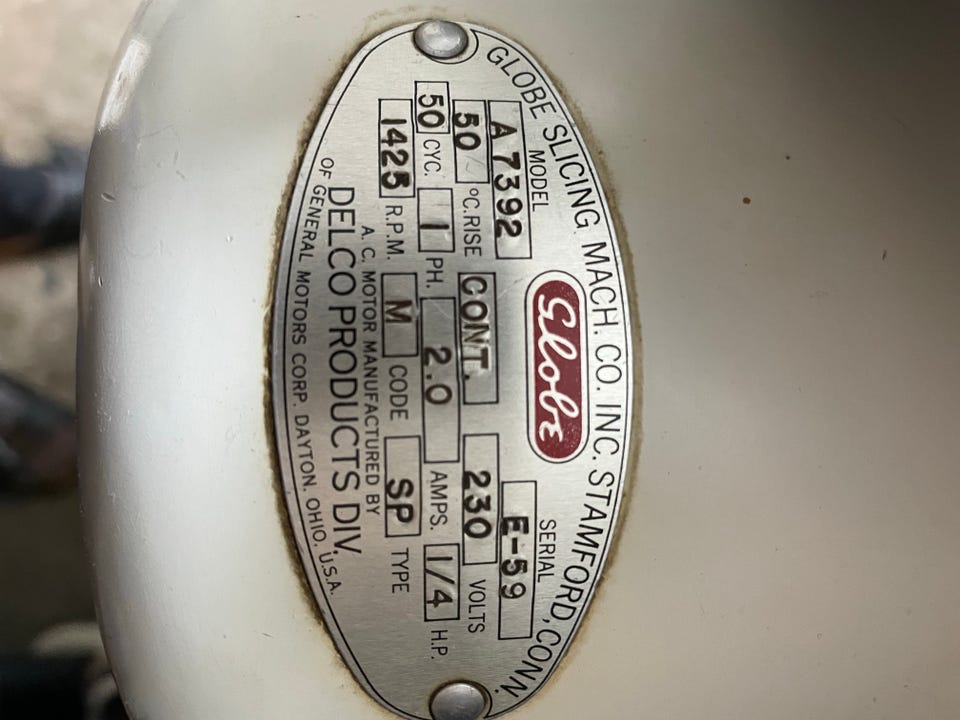 GLOBE SLICING MACH. CO. INC. STAMFORD, CONN.
Globe
MODEL SERIAL
A7392 E-59
50 °C.RISE CONT. 230 VOLTS
50 CYC. 1 PH. 2.0 AMPS. 1/4 H.P.
1425 R.P.M. M CODE SP TYPE
A. C. MOTOR MANUFACTURED BY
DELCO PRODUCTS DIV.
OF GENERAL MOTORS CORP. DAYTON, OHIO, U.S.A.